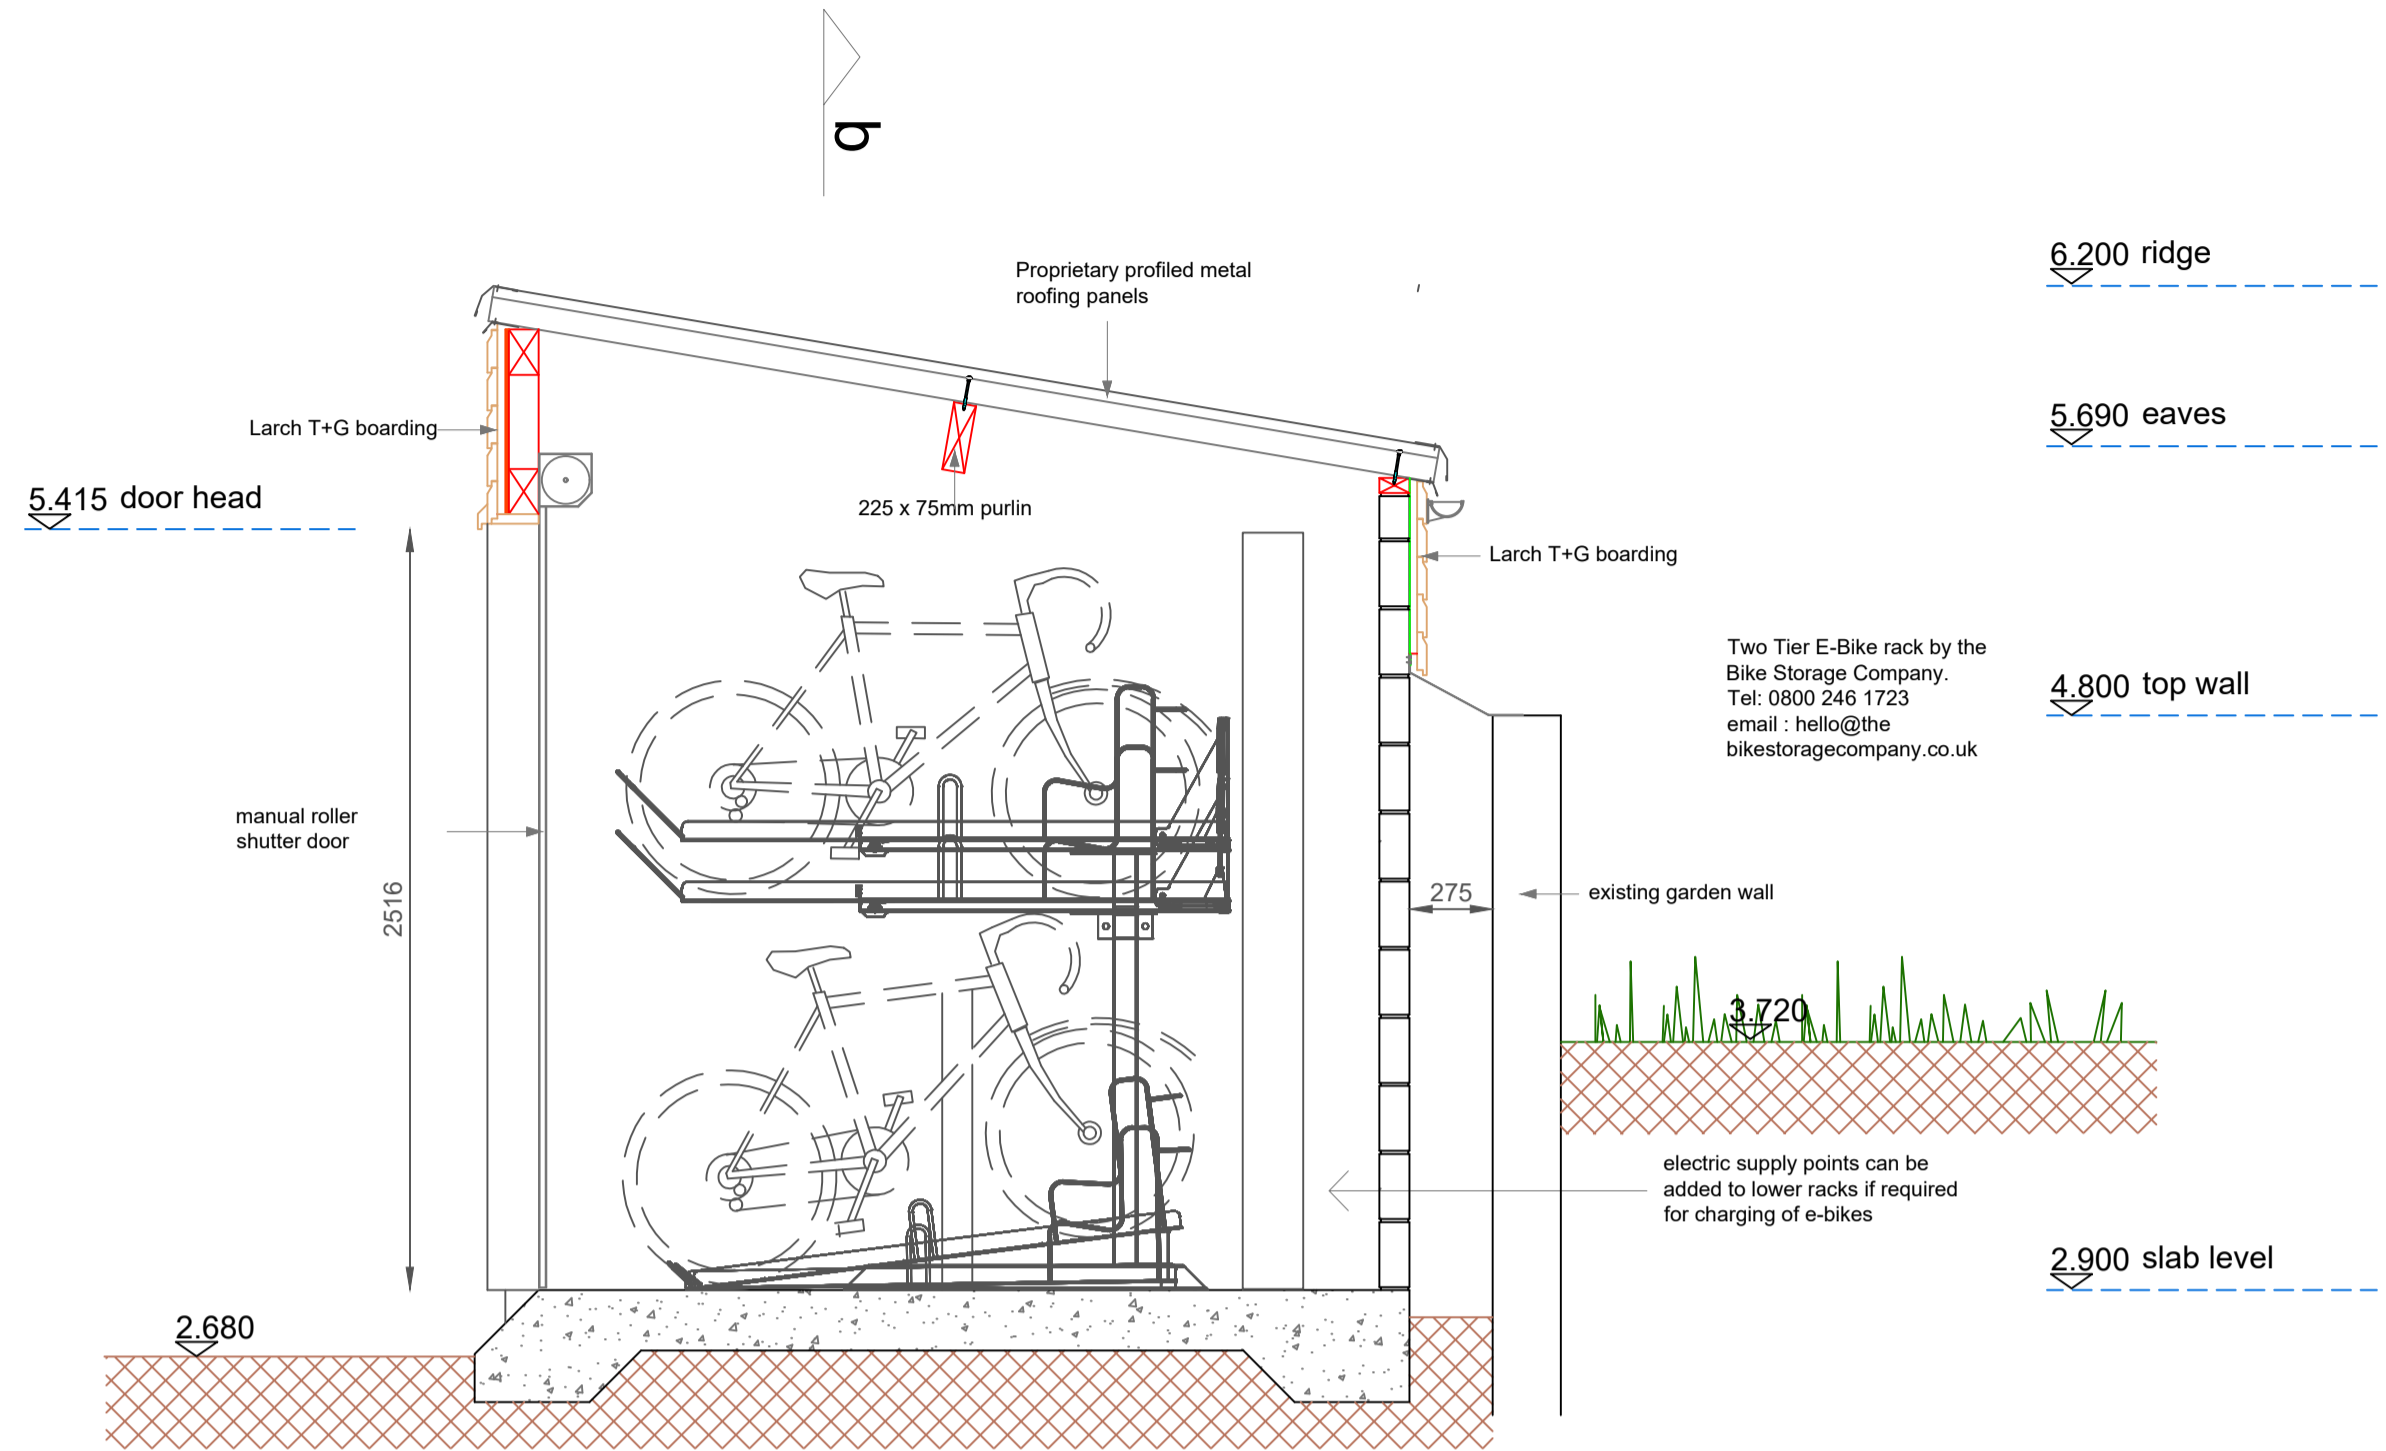 b
6.200 ridge
Proprietary profiled metal
roofing panels
5.690 eaves
Larch T+G boarding
5.415 door head
225 x 75mm purlin
Larch T+G boarding
Two Tier E-Bike rack by the
Bike Storage Company.
Tel: 0800 246 1723
email : hello@the
bikestoragecompany.co.uk
4.800 top wall
manual roller
shutter door
2516
275
existing garden wall
3.720
electric supply points can be
added to lower racks if required
for charging of e-bikes
2.900 slab level
2.680